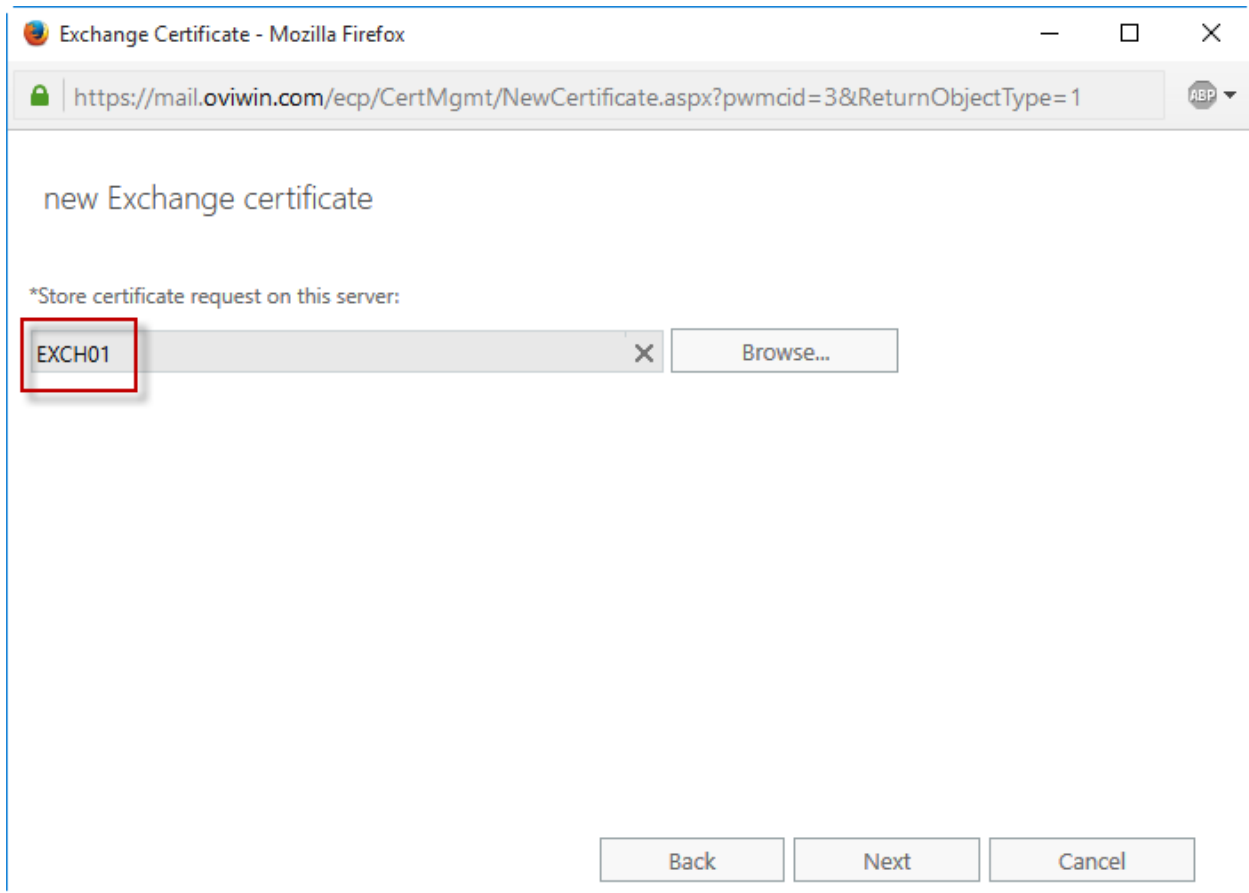 Exchange Certificate - Mozilla Firefox
https://mail.oviwin.com/ecp/CertMgmt/NewCertificate.aspx?pwmcid=3&ReturnObjectType=1
ABP
new Exchange certificate
*Store certificate request on this server:
EXCH01 Browse...
Back Next Cancel